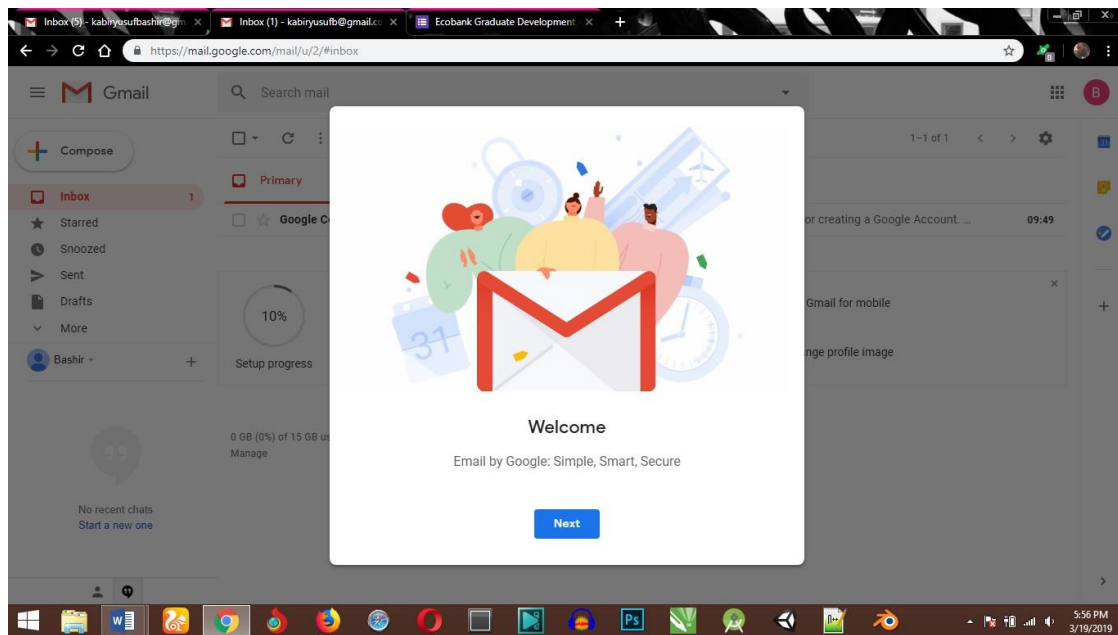 Inbox (5) - kabiryusufbashir@gm
Inbox (1) - kabiryusufb@gmail.co
Ecobank Graduate Development
https://mail.google.com/mail/u/2/#inbox
Gmail
Search mail
B
Compose
1–1 of 1
Primary
Inbox 1
Google C
or creating a Google Account. ...
09:49
Starred
Snoozed
Sent
Drafts
More
Bashir
10%
Setup progress
Gmail for mobile
nge profile image
31
Welcome
Email by Google: Simple, Smart, Secure
Next
0 GB (0%) of 15 GB us
Manage
No recent chats
Start a new one
Ps
5:56 PM
3/19/2019